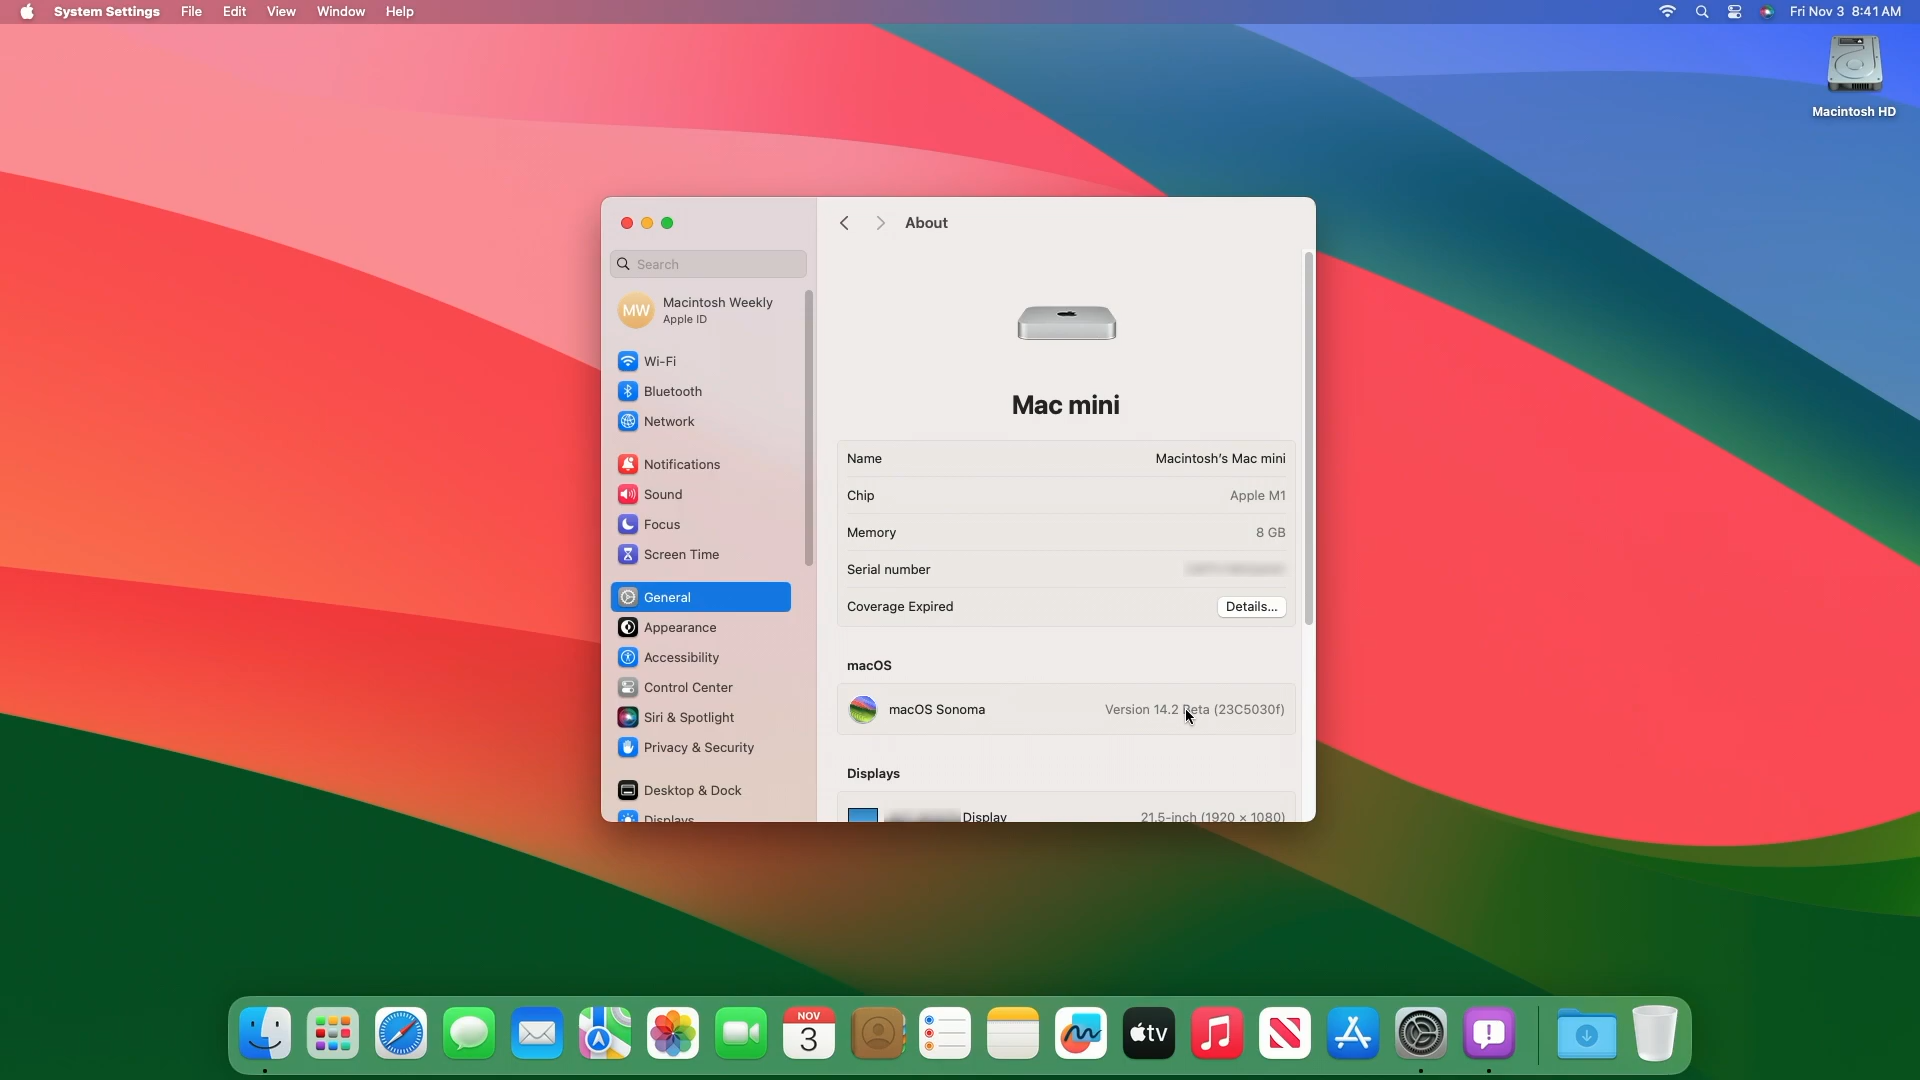 System Settings File Edit View Window Help Fri Nov 3 8:41 AM
Macintosh HD
About
Search
MW
Macintosh Weekly
Apple ID
Wi-Fi
Bluetooth
Network
Notifications
Sound
Focus
Screen Time
General
Appearance
Accessibility
Control Center
Siri & Spotlight
Privacy & Security
Desktop & Dock
Displays
Mac mini
Name Macintosh's Mac mini
Chip Apple M1
Memory 8 GB
Serial number
Coverage Expired Details...
macOS
macOS Sonoma Version 14.2 Beta (23C5030f)
Displays
Display 21.5-inch (1920 × 1080)
NOV
3
tv